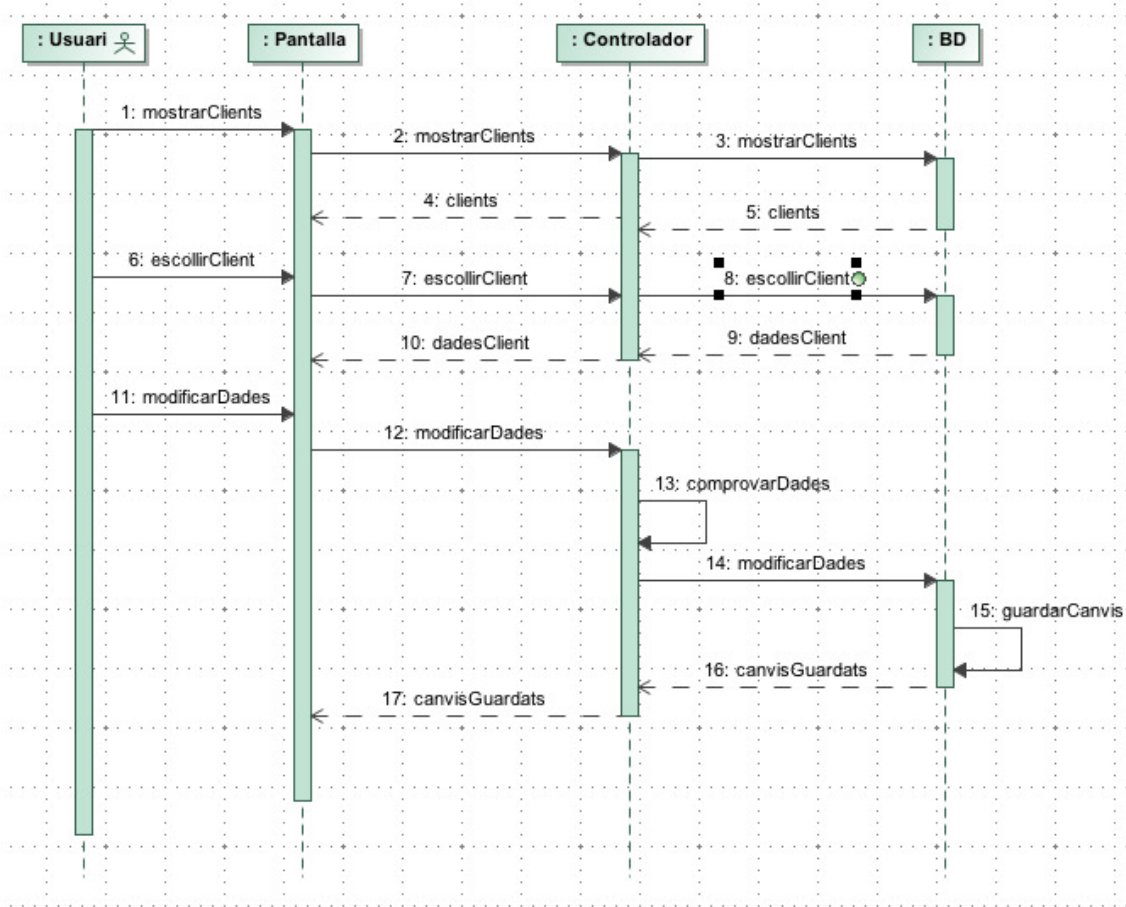 : Usuari
: Pantalla
: Controlador
: BD
1: mostrarClients
2: mostrarClients
3: mostrarClients
4: clients
5: clients
6: escollirClient
7: escollirClient
8: escollirClient
9: dadesClient
10: dadesClient
11: modificarDades
12: modificarDades
13: comprovarDades
14: modificarDades
15: guardarCanvis
16: canvisGuardats
17: canvisGuardats